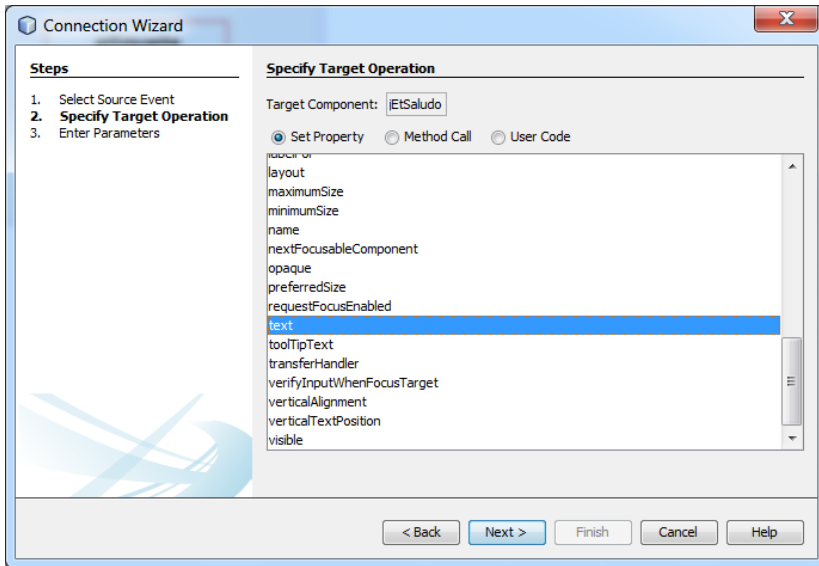 Connection Wizard
Steps
1. Select Source Event
2. Specify Target Operation
3. Enter Parameters
Specify Target Operation
Target Component: jEtSaludo
Set Property Method Call User Code
layout
maximumSize
minimumSize
name
nextFocusableComponent
opaque
preferredSize
requestFocusEnabled
text
toolTipText
transferHandler
verifyInputWhenFocusTarget
verticalAlignment
verticalTextPosition
visible
< Back Next > Finish Cancel Help